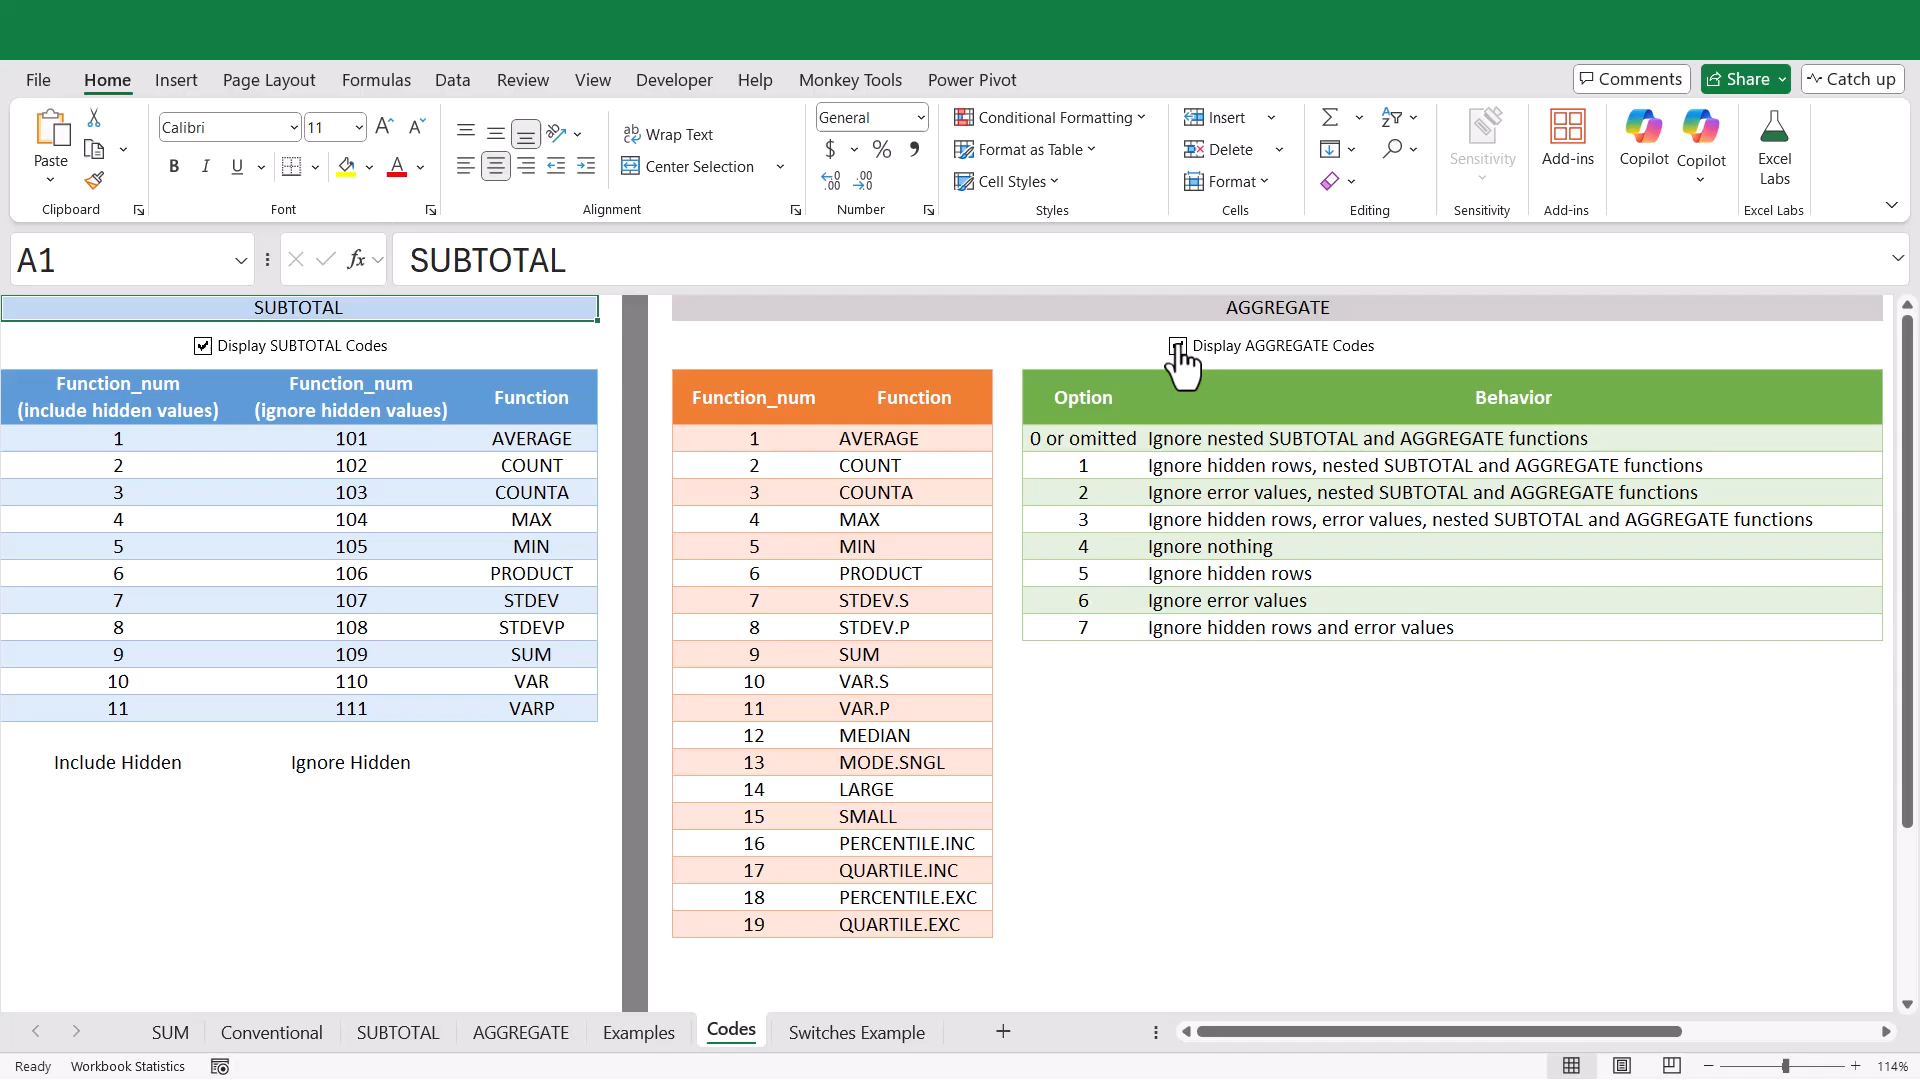 File Home Insert Page Layout Formulas Data Review View Developer Help Monkey Tools Power Pivot Comments Share Catch up
Paste Calibri 11 B I U A A Wrap Text Center Selection General $ % Conditional Formatting Format as Table Cell Styles Insert Delete Format Sensitivity Add-ins Copilot Copilot Excel Labs
Clipboard Font Alignment Number Styles Cells Editing Sensitivity Add-ins Excel Labs
A1 fx SUBTOTAL
SUBTOTAL AGGREGATE
Display SUBTOTAL Codes Display AGGREGATE Codes
Function_num (include hidden values) Function_num (ignore hidden values) Function Function_num Function Option Behavior
1 101 AVERAGE 1 AVERAGE 0 or omitted Ignore nested SUBTOTAL and AGGREGATE functions
2 102 COUNT 2 COUNT 1 Ignore hidden rows, nested SUBTOTAL and AGGREGATE functions
3 103 COUNTA 3 COUNTA 2 Ignore error values, nested SUBTOTAL and AGGREGATE functions
4 104 MAX 4 MAX 3 Ignore hidden rows, error values, nested SUBTOTAL and AGGREGATE functions
5 105 MIN 5 MIN 4 Ignore nothing
6 106 PRODUCT 6 PRODUCT 5 Ignore hidden rows
7 107 STDEV 7 STDEV.S 6 Ignore error values
8 108 STDEVP 8 STDEV.P 7 Ignore hidden rows and error values
9 109 SUM 9 SUM
10 110 VAR 10 VAR.S
11 111 VARP 11 VAR.P
12 MEDIAN
Include Hidden Ignore Hidden 13 MODE.SNGL
14 LARGE
15 SMALL
16 PERCENTILE.INC
17 QUARTILE.INC
18 PERCENTILE.EXC
19 QUARTILE.EXC
SUM Conventional SUBTOTAL AGGREGATE Examples Codes Switches Example
Ready Workbook Statistics 114%